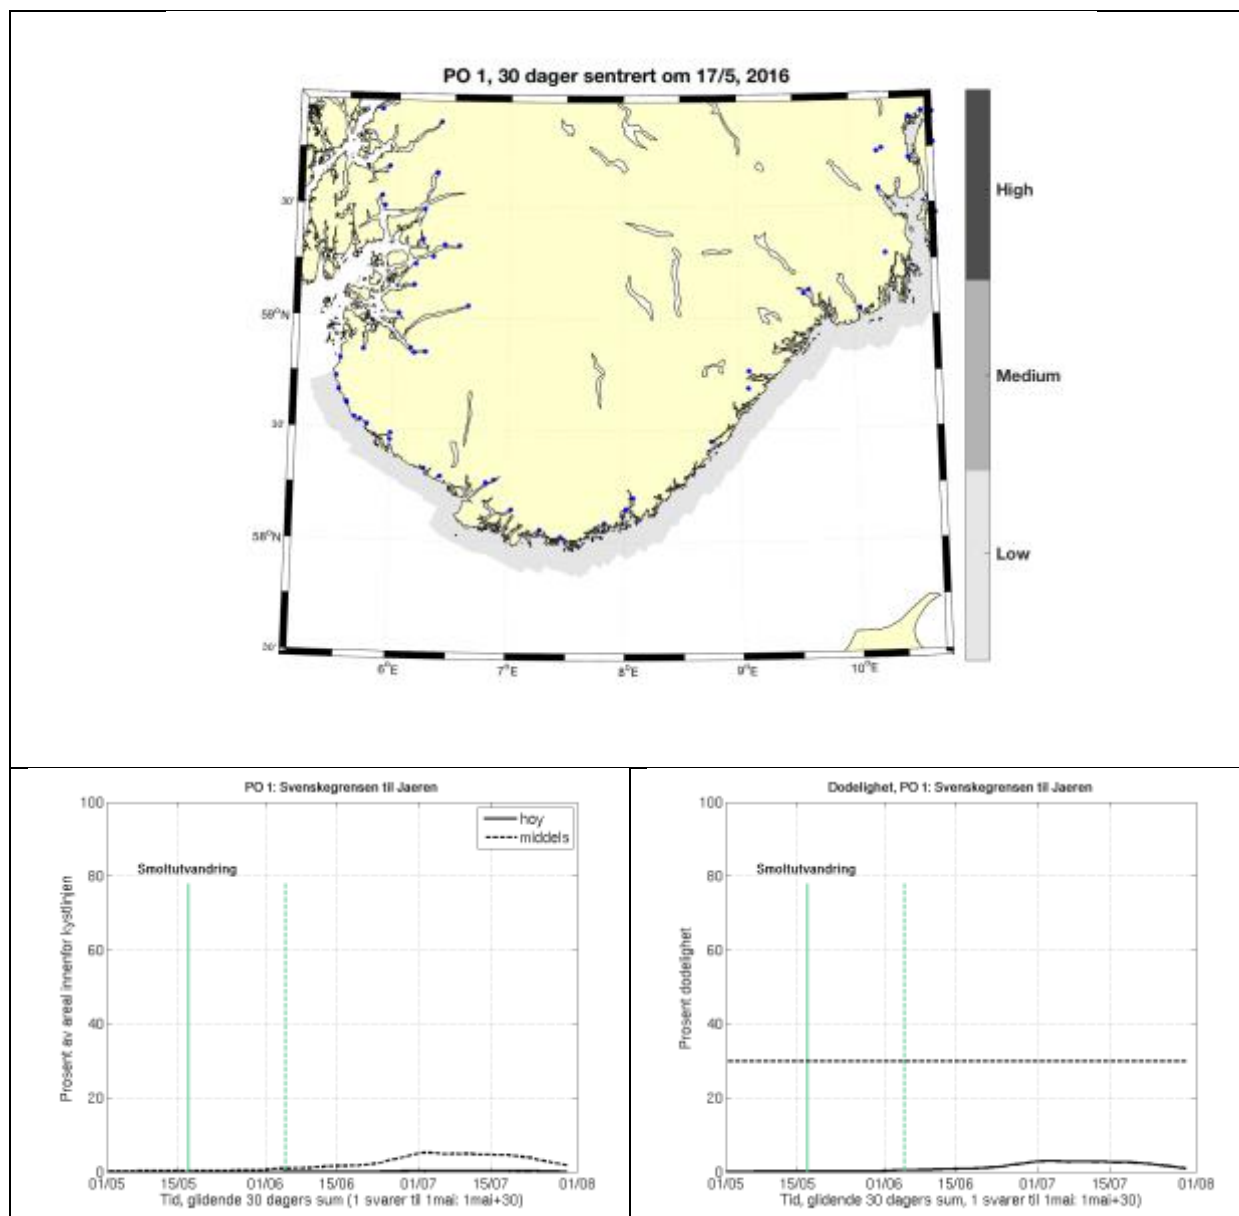 PO 1, 30 dager sentrert om 17/5, 2016
High
30'
Medium
59°N
30'
58°N
Low
30'
6°E 7°E 8°E 9°E 10°E
PO 1: Svenskegrensen til Jaeren
100
80
60
40
20
0
hoy
middels
Smoltutvandring
Prosent av areal innenfor kystlinjen
01/05 15/05 01/06 15/06 01/07 15/07 01/08
Tid, glidende 30 dagers sum (1 svarer til 1mai: 1mai+30)
Dodelighet, PO 1: Svenskegrensen til Jaeren
100
80
60
40
20
0
Smoltutvandring
Prosent dodelighet
01/05 15/05 01/06 15/06 01/07 15/07 01/08
Tid, glidende 30 dagers sum, 1 svarer til 1mai: 1mai+30)